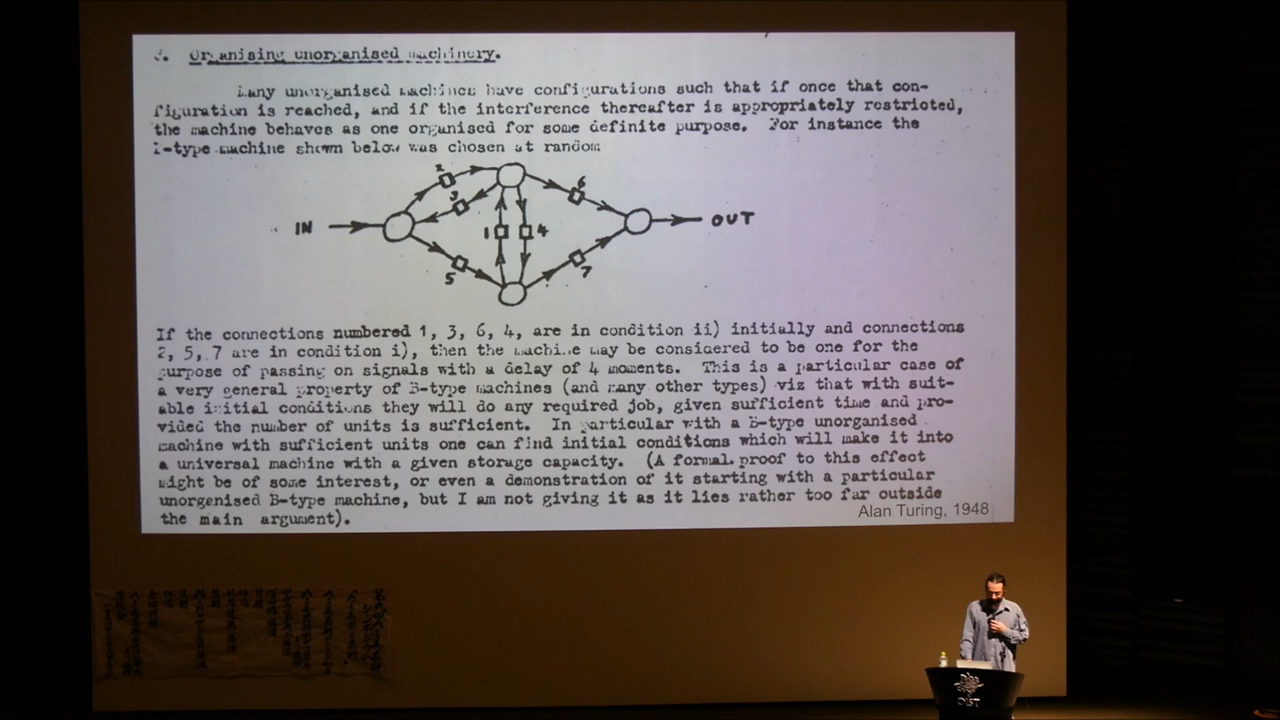 Organising unorganised machinery.
Many unorganised machines have configurations such that if once that con-
figuration is reached, and if the interference thereafter is appropriately restricted,
the machine behaves as one organised for some definite purpose. For instance the
-type machine shown below was chosen at random
2
6
3
IN
1
4
OUT
5
7
If the connections numbered 1, 3, 6, 4, are in condition ii) initially and connections
2, 5, 7 are in condition i), then the machine may be considered to be one for the
purpose of passing on signals with a delay of 4 moments. This is a particular case of
a very general property of B-type machines (and many other types) viz that with suit-
able initial conditions they will do any required job, given sufficient time and pro-
vided the number of units is sufficient. In particular with a B-type unorganised
machine with sufficient units one can find initial conditions which will make it into
a universal machine with a given storage capacity. (A formal proof to this effect
might be of some interest, or even a demonstration of it starting with a particular
unorgenised B-type machine, but I am not giving it as it lies rather too far outside
the main argument).
Alan Turing, 1948
OIST